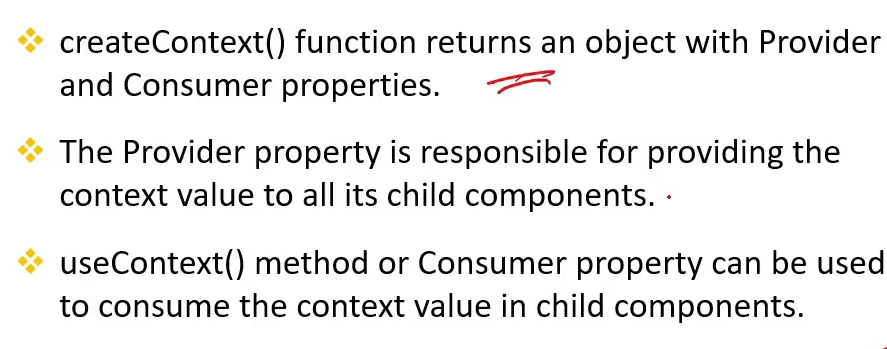 createContext() function returns an object with Provider
and Consumer properties.
The Provider property is responsible for providing the
context value to all its child components.
useContext() method or Consumer property can be used
to consume the context value in child components.